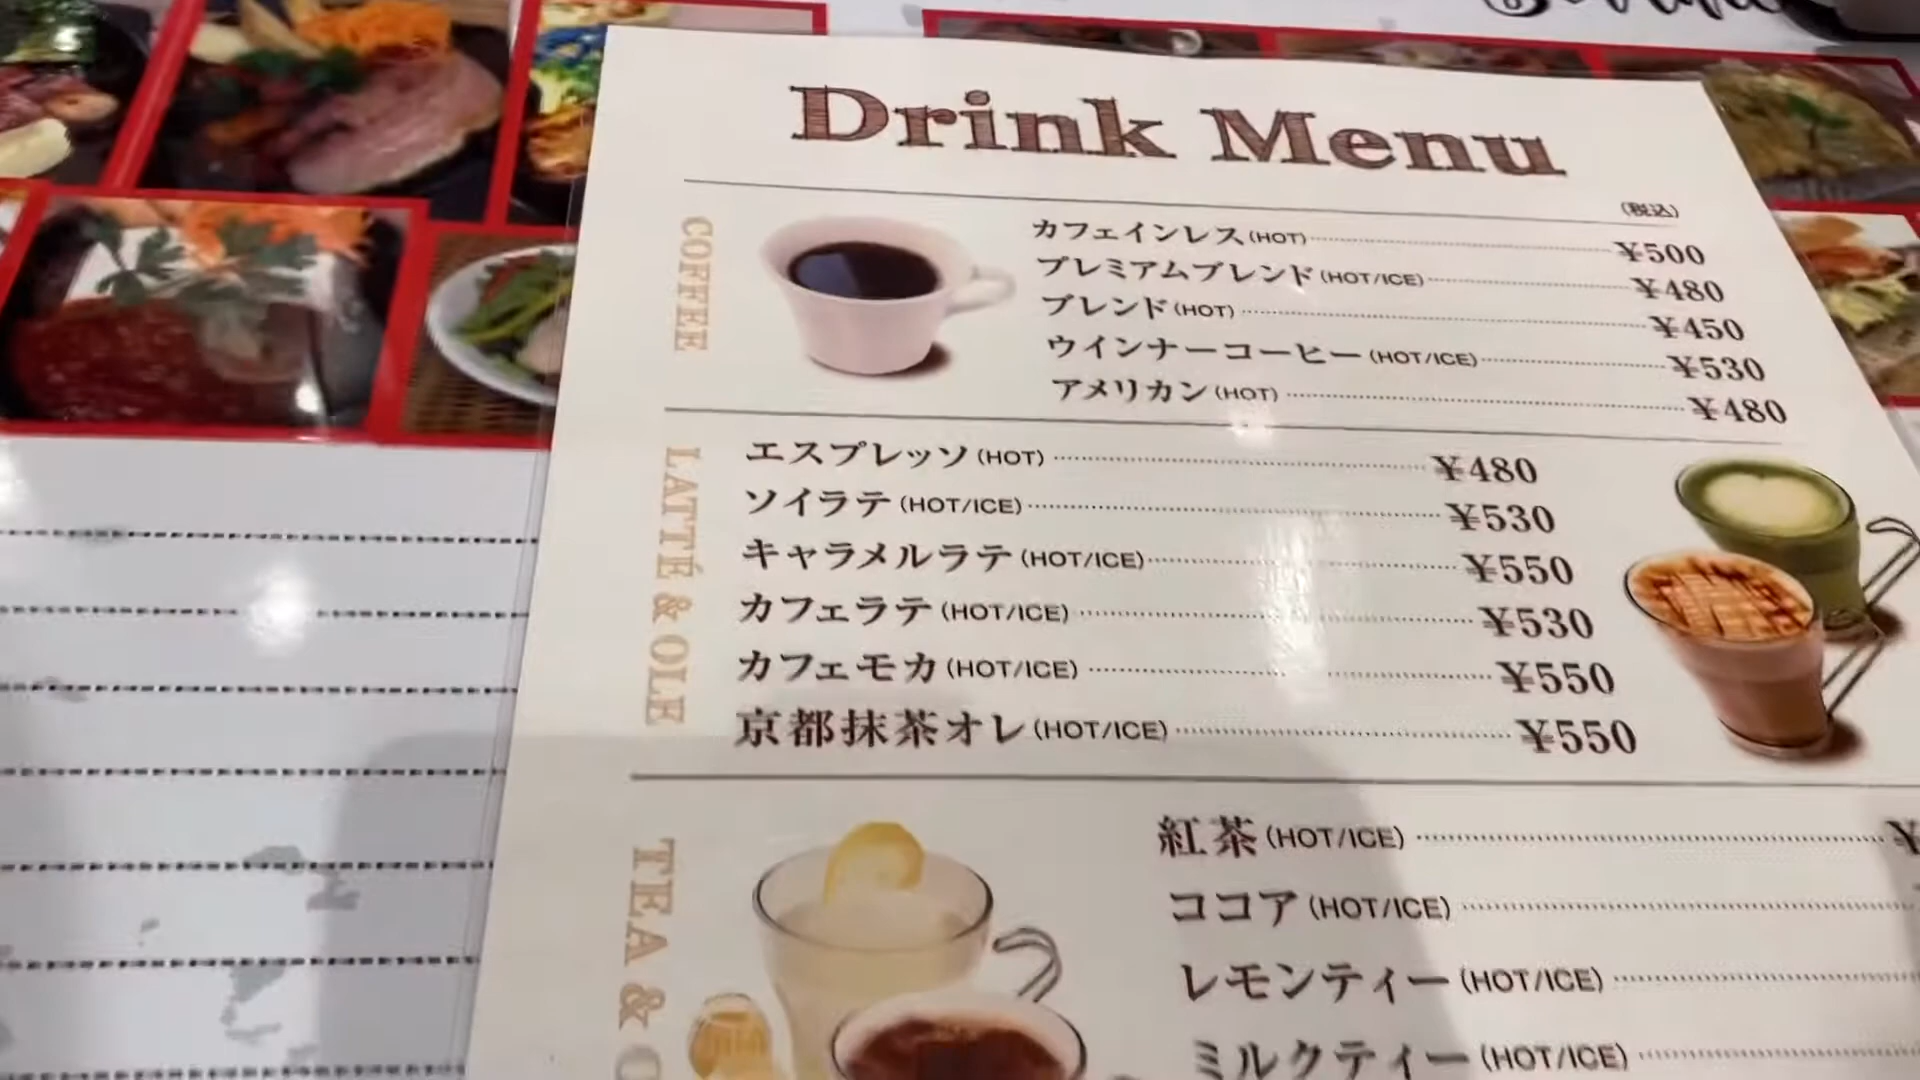 Drink Menu
(税込)
COFFEE
カフェインレス(HOT) ¥500
プレミアムブレンド(HOT/ICE) ¥480
ブレンド(HOT) ¥450
ウインナーコーヒー(HOT/ICE) ¥530
アメリカン(HOT) ¥480
LATTÉ & OLE
エスプレッソ(HOT) ¥480
ソイラテ(HOT/ICE) ¥530
キャラメルラテ(HOT/ICE) ¥550
カフェラテ(HOT/ICE) ¥530
カフェモカ(HOT/ICE) ¥550
京都抹茶オレ(HOT/ICE) ¥550
TEA &
紅茶(HOT/ICE) ¥
ココア(HOT/ICE)
レモンティー(HOT/ICE)
ミルクティー(HOT/ICE)